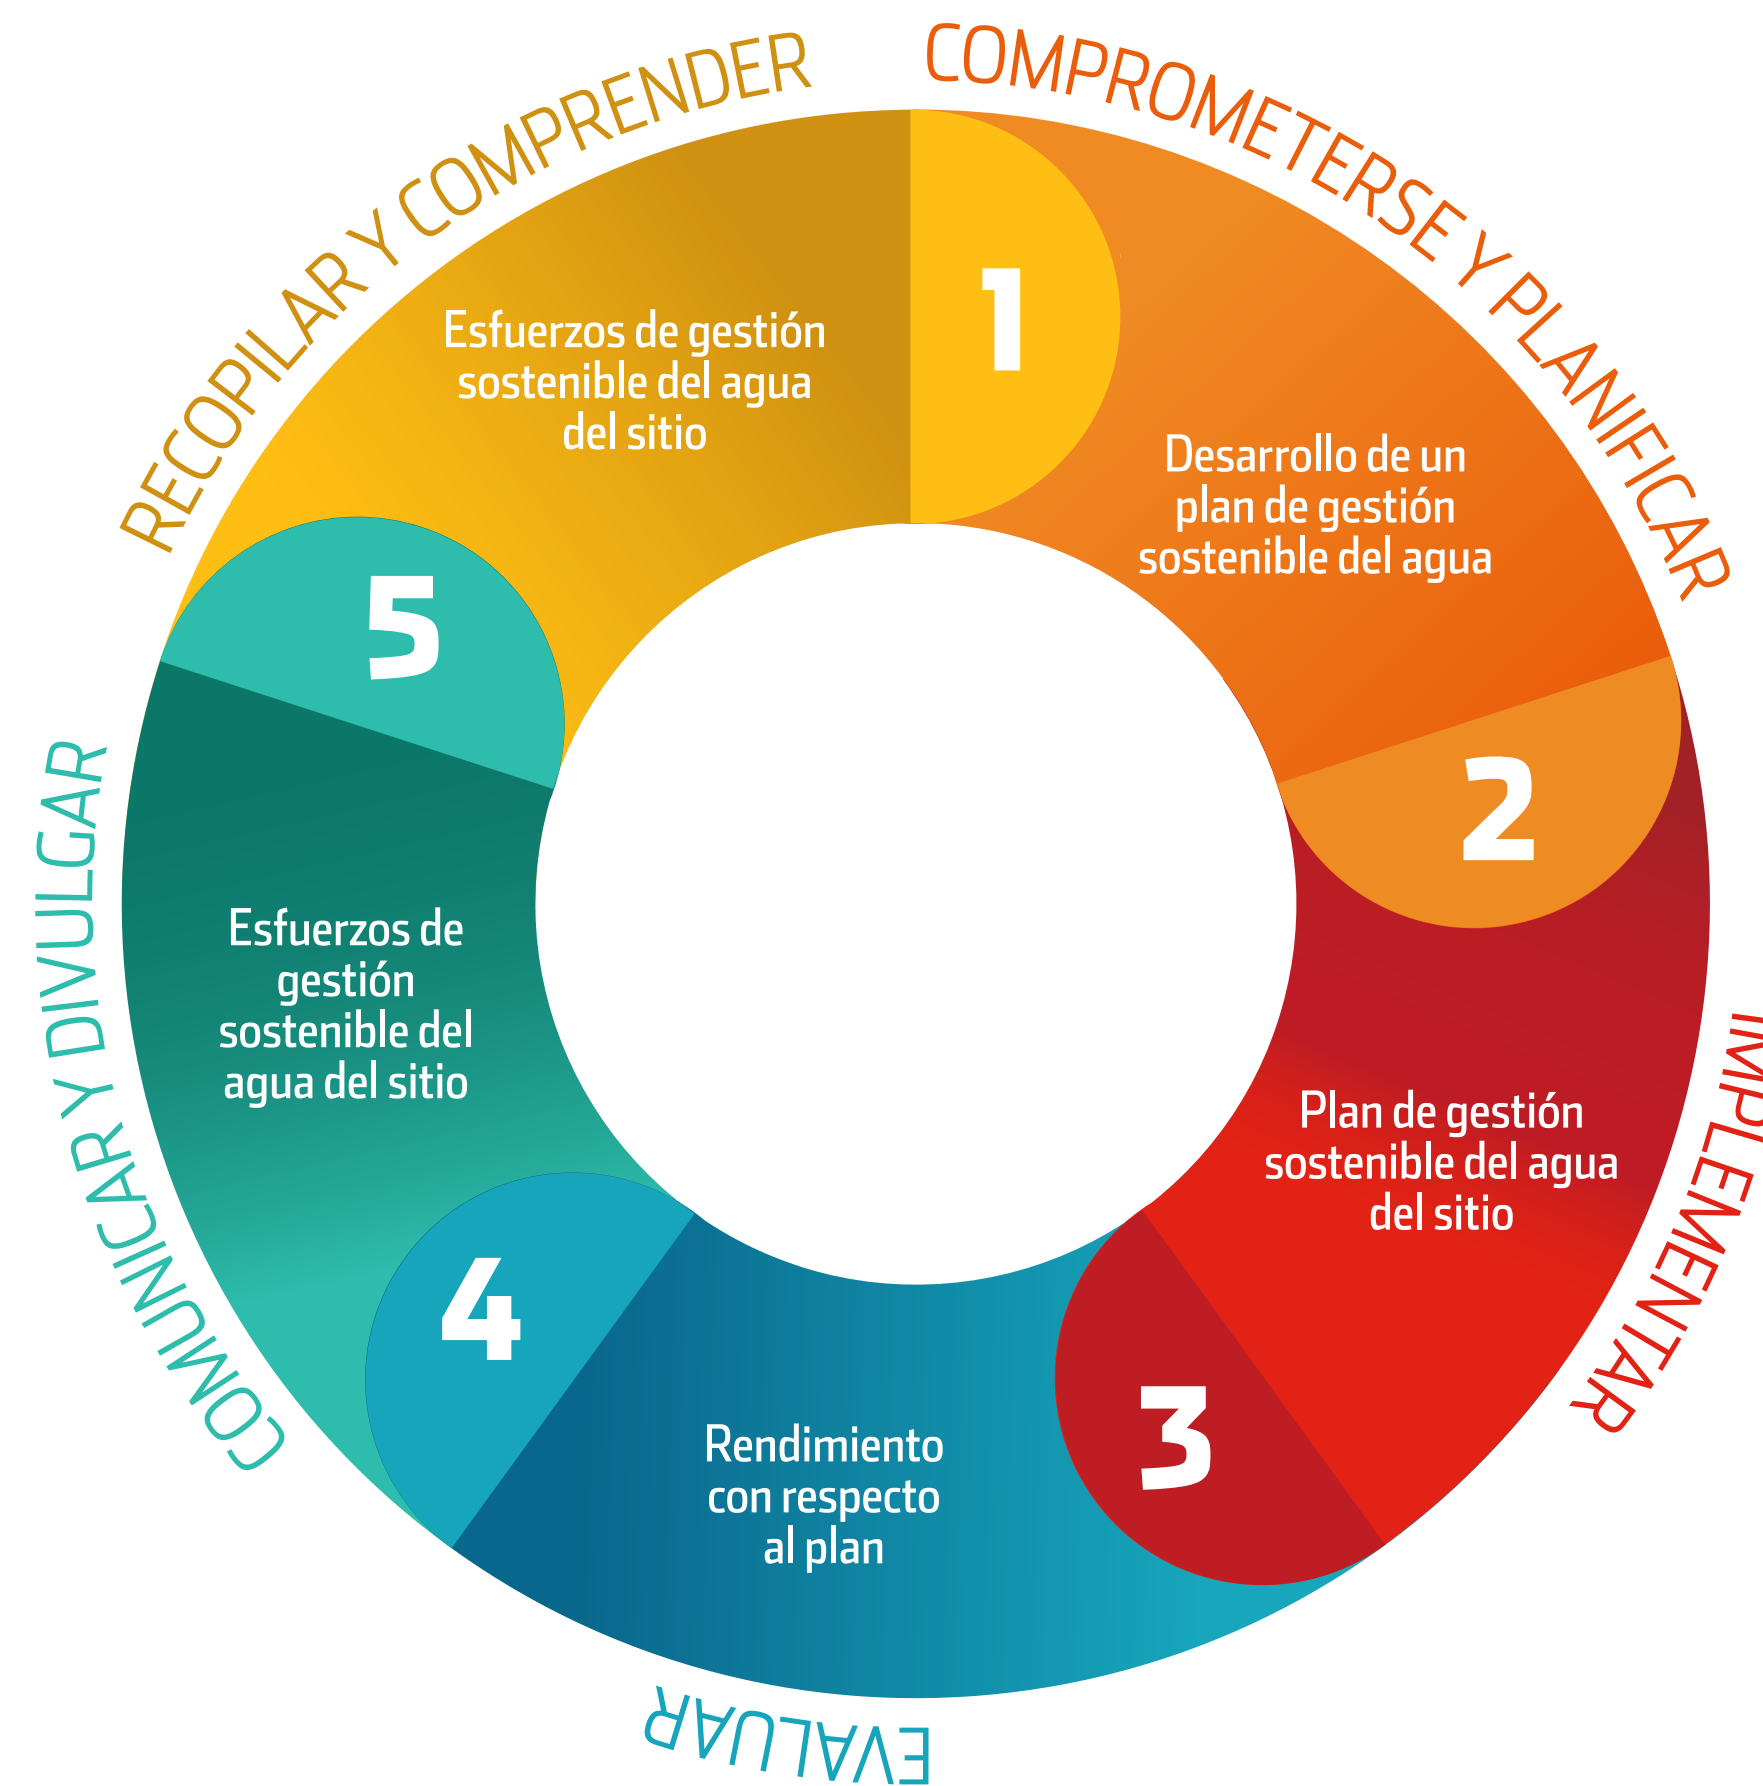 RECOPILAR Y COMPRENDER
1
Esfuerzos de gestión
sostenible del agua
del sitio
COMPROMETERSE Y PLANIFICAR
2
Desarrollo de un
plan de gestión
sostenible del agua
IMPLEMENTAR
3
Plan de gestión
sostenible del agua
del sitio
EVALUAR
4
Rendimiento
con respecto
al plan
COMUNICAR Y DIVULGAR
5
Esfuerzos de
gestión
sostenible del
agua del sitio